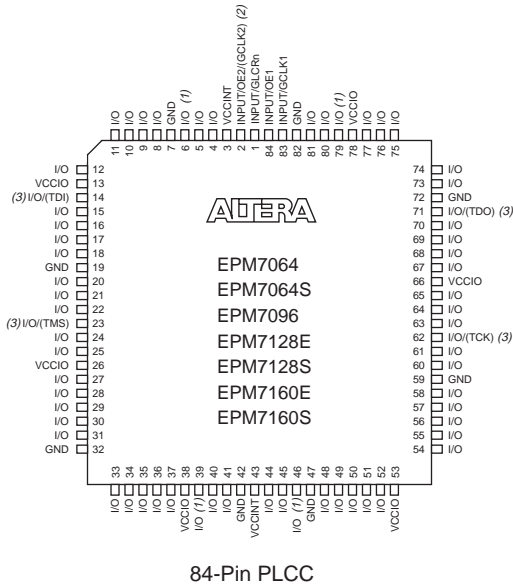 I/O
I/O
I/O
I/O
GND
I/O (1)
I/O
I/O
VCCINT
INPUT/OE2/(GCLK2) (2)
INPUT/GLCRn
INPUT/OE1
INPUT/GCLK1
GND
I/O
I/O
I/O (1)
VCCIO
I/O
I/O
I/O
11 10 9 8 7 6 5 4 3 2 1 84 83 82 81 80 79 78 77 76 75
I/O 12
VCCIO 13
(3) I/O/(TDI) 14
I/O 15
I/O 16
I/O 17
I/O 18
GND 19
I/O 20
I/O 21
I/O 22
(3) I/O/(TMS) 23
I/O 24
I/O 25
VCCIO 26
I/O 27
I/O 28
I/O 29
I/O 30
I/O 31
GND 32
ALTERA
EPM7064
EPM7064S
EPM7096
EPM7128E
EPM7128S
EPM7160E
EPM7160S
74 I/O
73 I/O
72 GND
71 I/O/(TDO) (3)
70 I/O
69 I/O
68 I/O
67 I/O
66 VCCIO
65 I/O
64 I/O
63 I/O
62 I/O/(TCK) (3)
61 I/O
60 I/O
59 GND
58 I/O
57 I/O
56 I/O
55 I/O
54 I/O
33 34 35 36 37 38 39 40 41 42 43 44 45 46 47 48 49 50 51 52 53
I/O
I/O
I/O
I/O
I/O
VCCIO
I/O (1)
I/O
I/O
GND
VCCINT
I/O
I/O
I/O (1)
GND
I/O
I/O
I/O
I/O
I/O
VCCIO
84-Pin PLCC